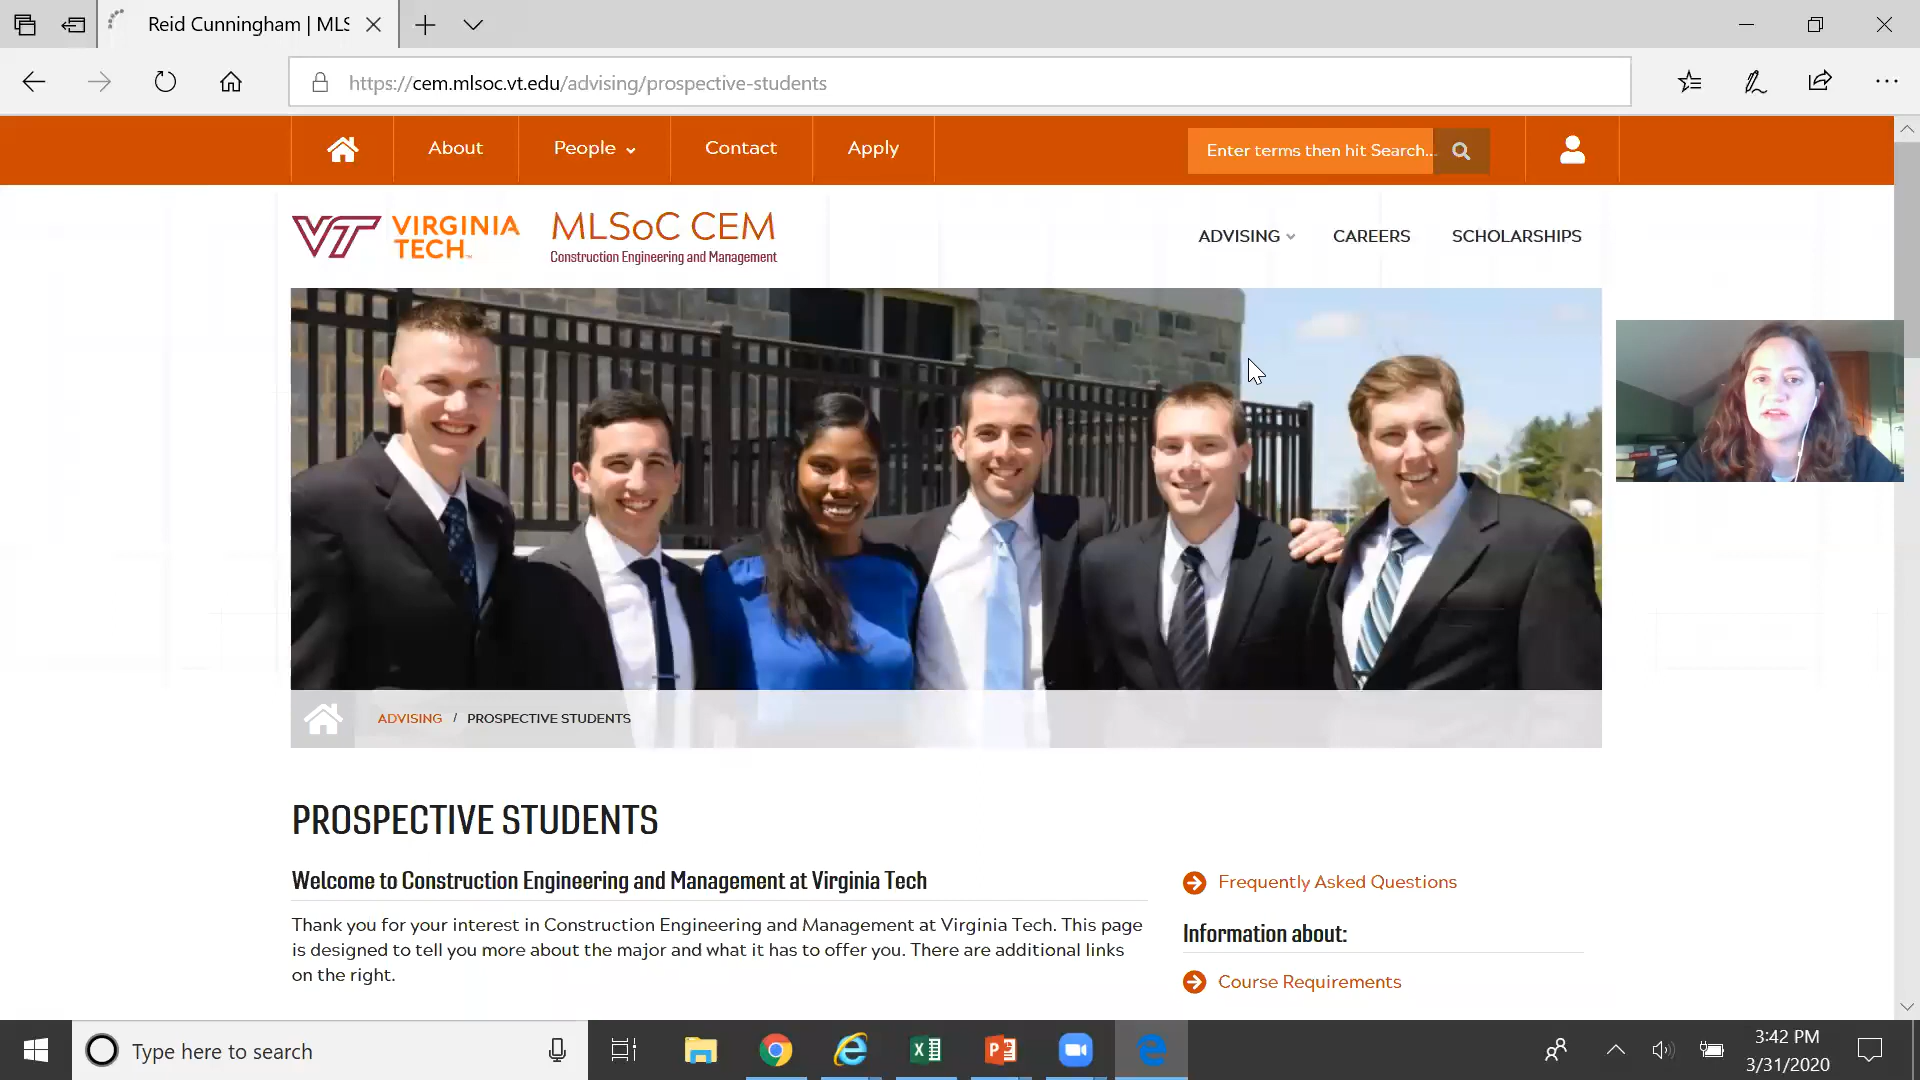 Reid Cunningham | MLS
https://cem.mlsoc.vt.edu/advising/prospective-students
About
People
Contact
Apply
Enter terms then hit Search...
VT VIRGINIA TECH
MLSoC CEM
Construction Engineering and Management
ADVISING
CAREERS
SCHOLARSHIPS
ADVISING / PROSPECTIVE STUDENTS
PROSPECTIVE STUDENTS
Welcome to Construction Engineering and Management at Virginia Tech
Thank you for your interest in Construction Engineering and Management at Virginia Tech. This page
is designed to tell you more about the major and what it has to offer you. There are additional links
on the right.
Frequently Asked Questions
Information about:
Course Requirements
Type here to search
3:42 PM
3/31/2020